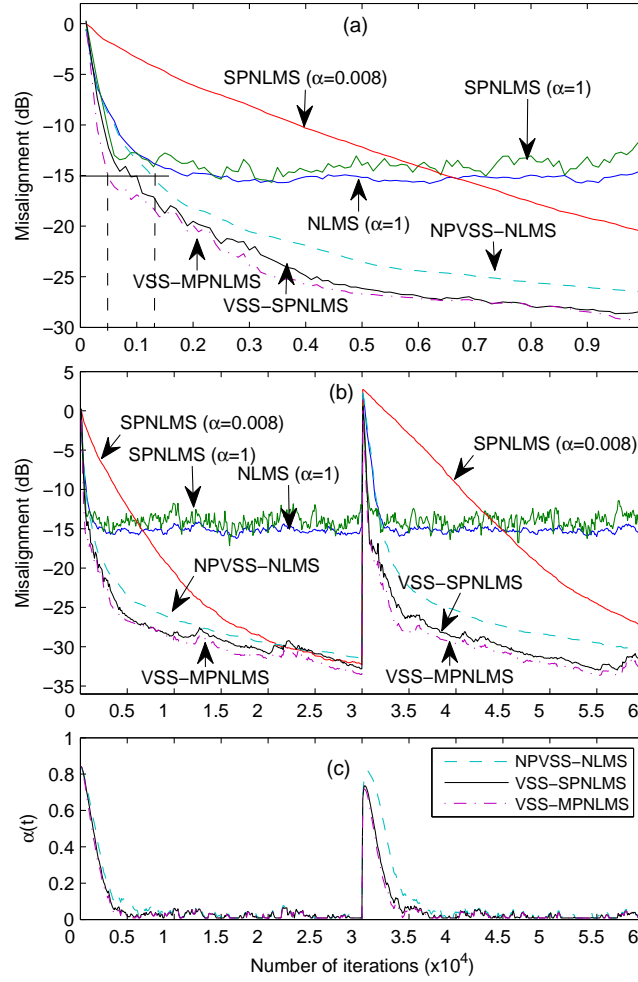 (a)
Misalignment (dB)
0
−5
−10
−15
−20
−25
−30
SPNLMS (α=0.008)
SPNLMS (α=1)
NLMS (α=1)
NPVSS−NLMS
VSS−MPNLMS
VSS−SPNLMS
0 0.1 0.2 0.3 0.4 0.5 0.6 0.7 0.8 0.9
(b)
Misalignment (dB)
5
0
−5
−10
−15
−20
−25
−30
−35
SPNLMS (α=0.008)
SPNLMS (α=1)
NLMS (α=1)
SPNLMS (α=0.008)
NPVSS−NLMS
VSS−SPNLMS
VSS−MPNLMS
VSS−MPNLMS
0 0.5 1 1.5 2 2.5 3 3.5 4 4.5 5 5.5 6
(c)
α(t)
1
0.8
0.6
0.4
0.2
0
NPVSS−NLMS
VSS−SPNLMS
VSS−MPNLMS
0 0.5 1 1.5 2 2.5 3 3.5 4 4.5 5 5.5 6
Number of iterations (x10⁴)